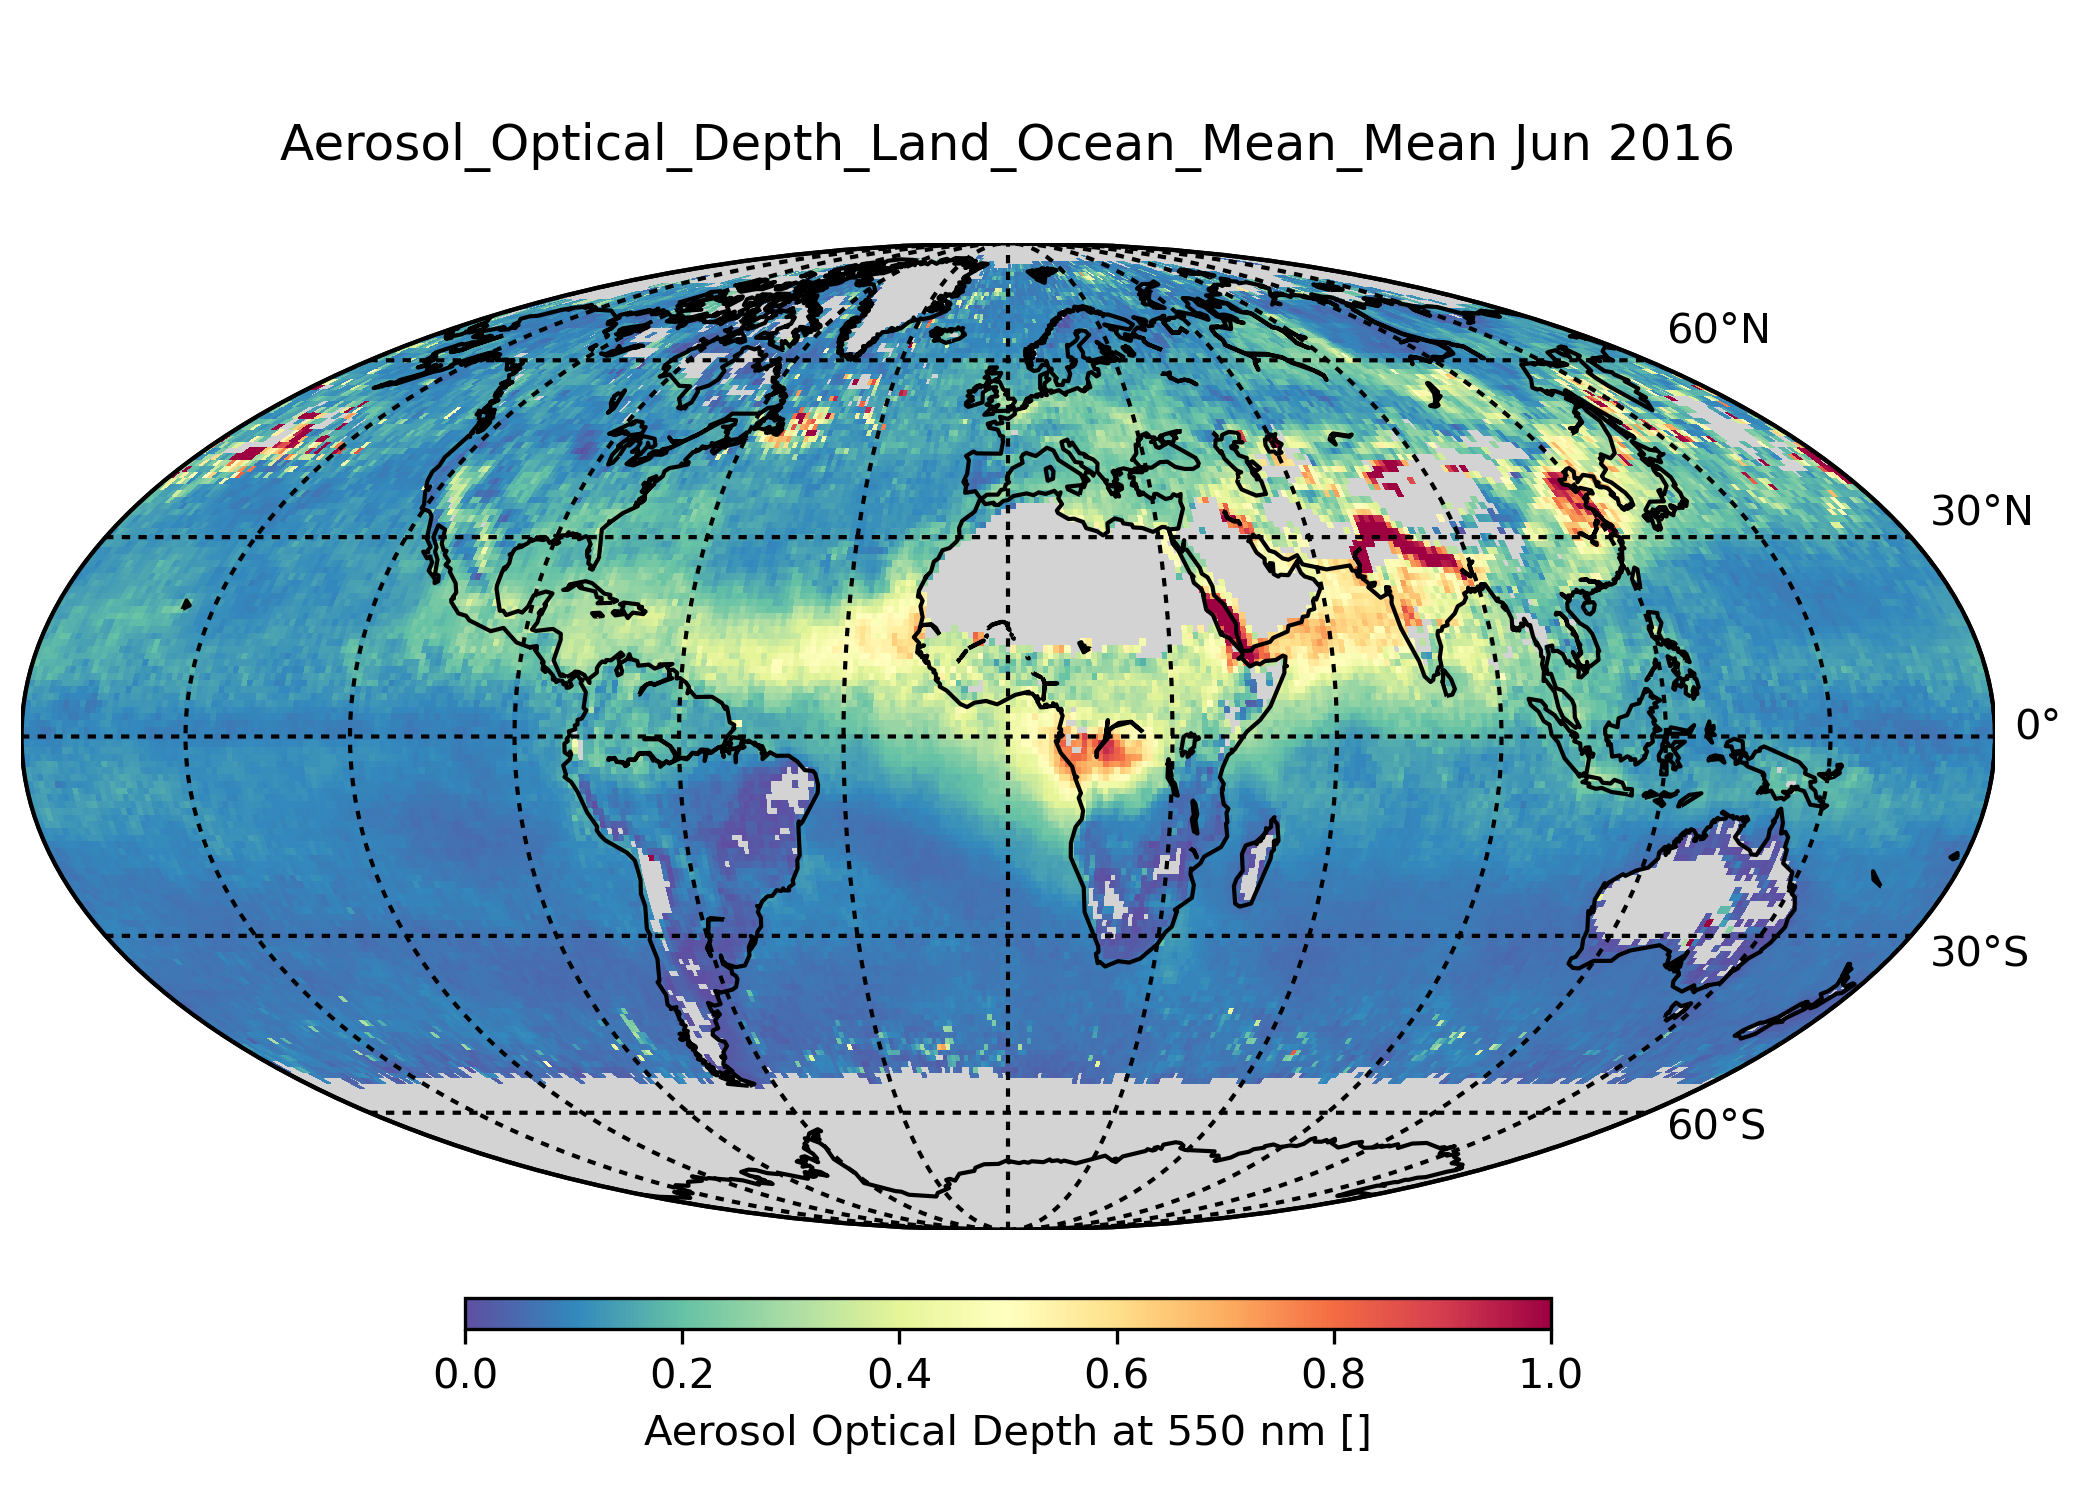 Aerosol_Optical_Depth_Land_Ocean_Mean_Mean Jun 2016
60°N
30°N
0°
30°S
60°S
0.0 0.2 0.4 0.6 0.8 1.0
Aerosol Optical Depth at 550 nm []